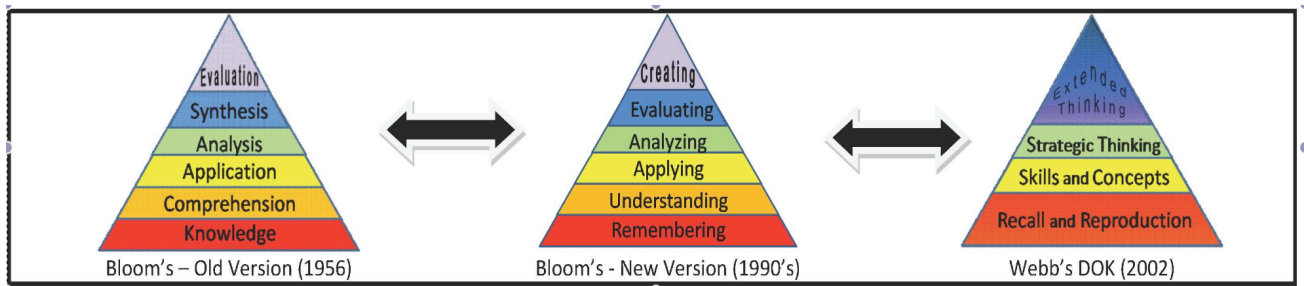 Evaluation
Synthesis
Analysis
Application
Comprehension
Knowledge
Bloom's – Old Version (1956)
Creating
Evaluating
Analyzing
Applying
Understanding
Remembering
Bloom's - New Version (1990's)
Extended
Thinking
Strategic Thinking
Skills and Concepts
Recall and Reproduction
Webb's DOK (2002)